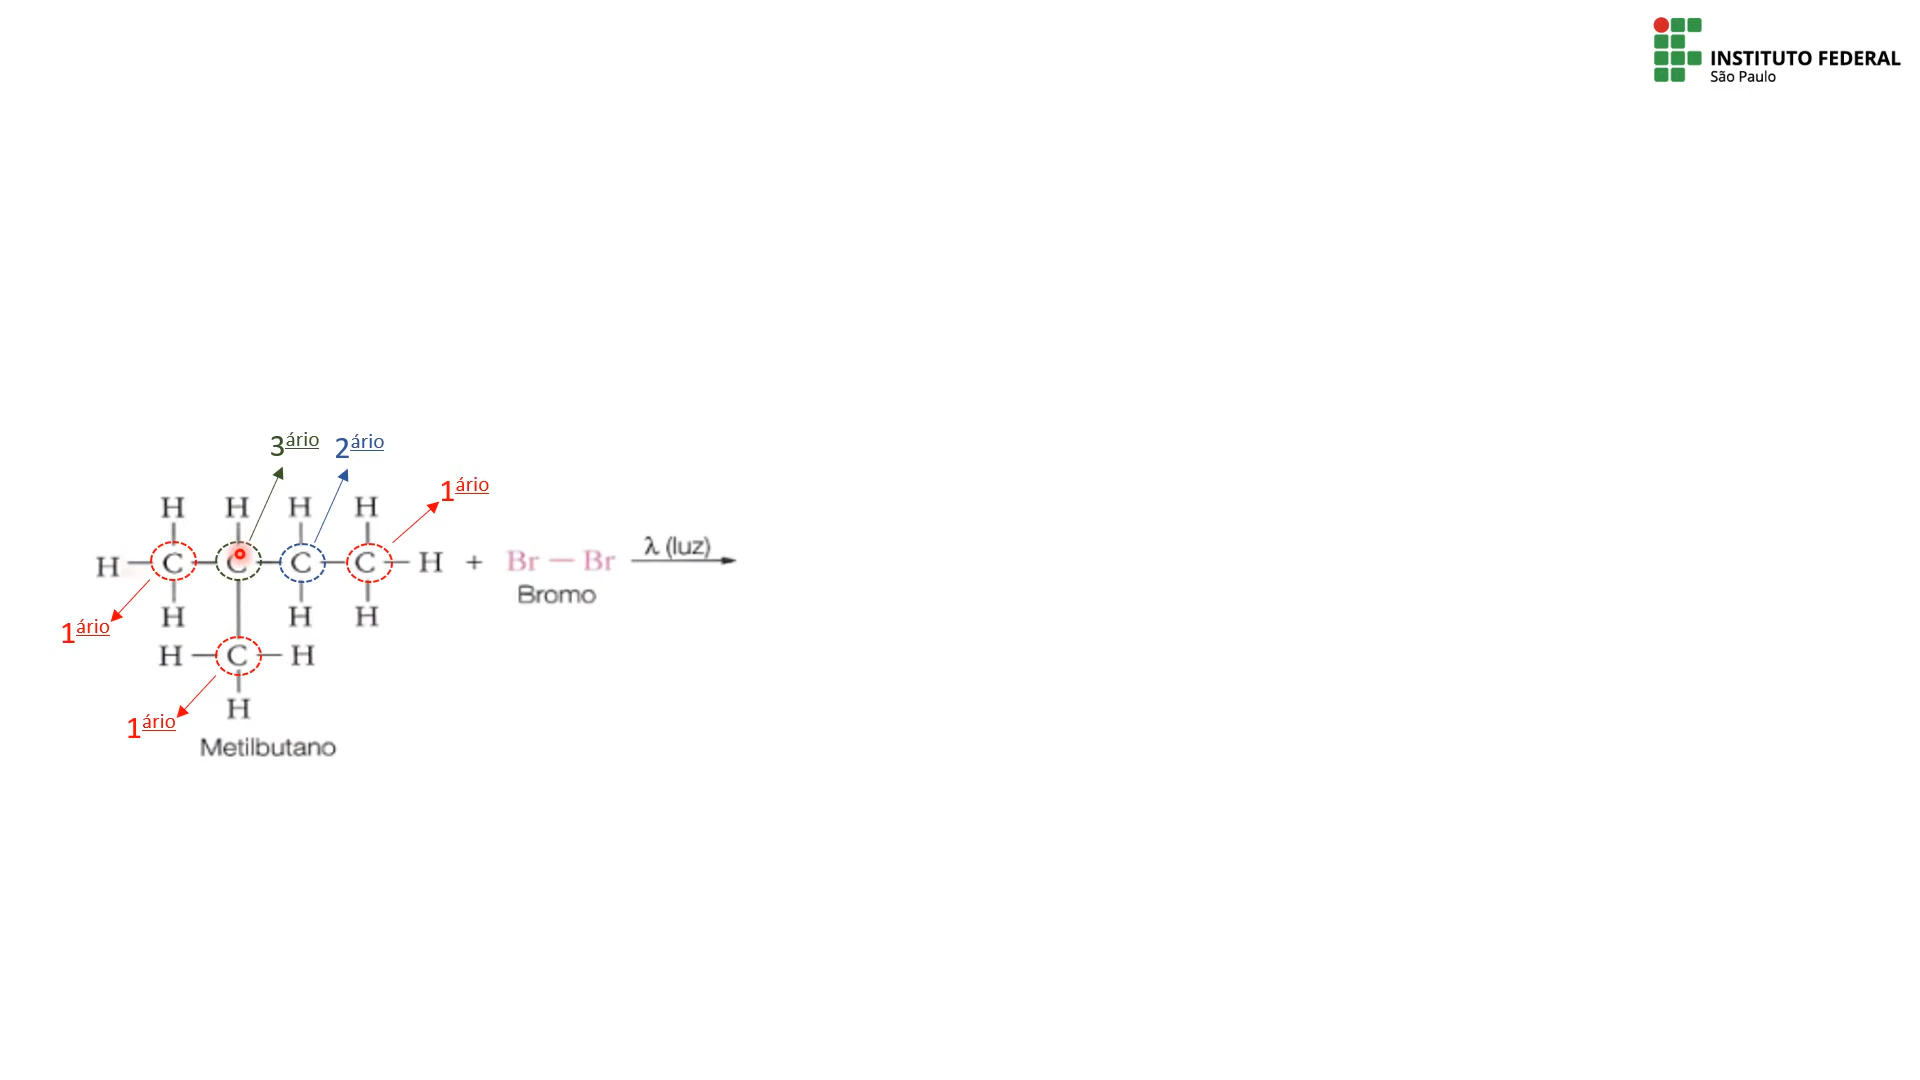 INSTITUTO FEDERAL
São Paulo
3ário 2ário
1ário
H H H H
H C C C C H + Br — Br λ (luz)
Bromo
H H H
1ário
H C H
H
1ário
Metilbutano